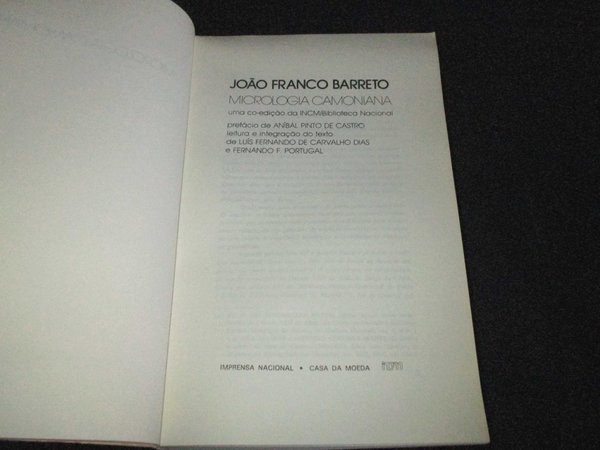 JOÃO FRANCO BARRETO
MICROLOGIA CAMONIANA
uma co-edição da INCM/Biblioteca Nacional
prefácio de ANÍBAL PINTO DE CASTRO
leitura e integração do texto
de LUÍS FERNANDO DE CARVALHO DIAS
e FERNANDO F. PORTUGAL
IMPRENSA NACIONAL • CASA DA MOEDA incm